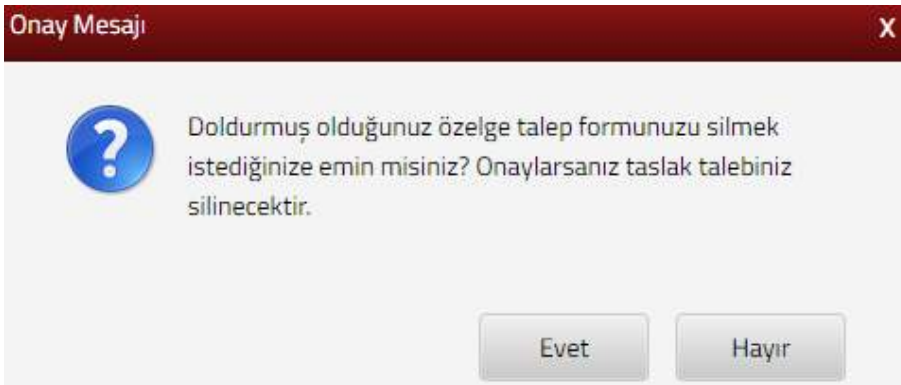 Onay Mesajı
X
Doldurmuş olduğunuz özelge talep formunuzu silmek
istediğinize emin misiniz? Onaylarsanız taslak talebiniz
silinecektir.
Evet
Hayır